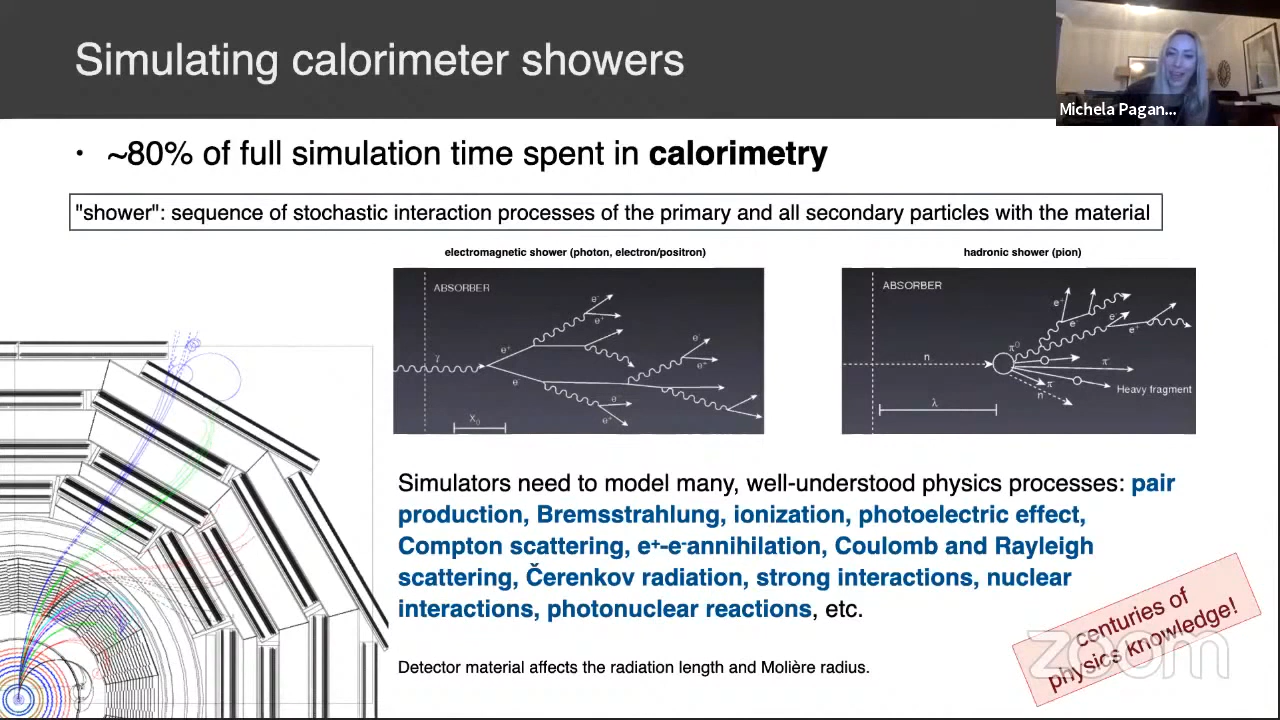 Simulating calorimeter showers
Michela Pagan...
• ~80% of full simulation time spent in calorimetry
"shower": sequence of stochastic interaction processes of the primary and all secondary particles with the material
electromagnetic shower (photon, electron/positron)
hadronic shower (pion)
ABSORBER
γ
e⁺
e⁻
e⁻
e⁺
e⁻
e⁺
e⁻
e⁺
X₀
ABSORBER
n
λ
π⁰
e⁺
e⁻
e⁻
e⁺
π⁻
π
n
Heavy fragment
Simulators need to model many, well-understood physics processes: pair
production, Bremsstrahlung, ionization, photoelectric effect,
Compton scattering, e⁺-e⁻annihilation, Coulomb and Rayleigh
scattering, Čerenkov radiation, strong interactions, nuclear
interactions, photonuclear reactions, etc.
Detector material affects the radiation length and Molière radius.
centuries of
physics knowledge!
zoom